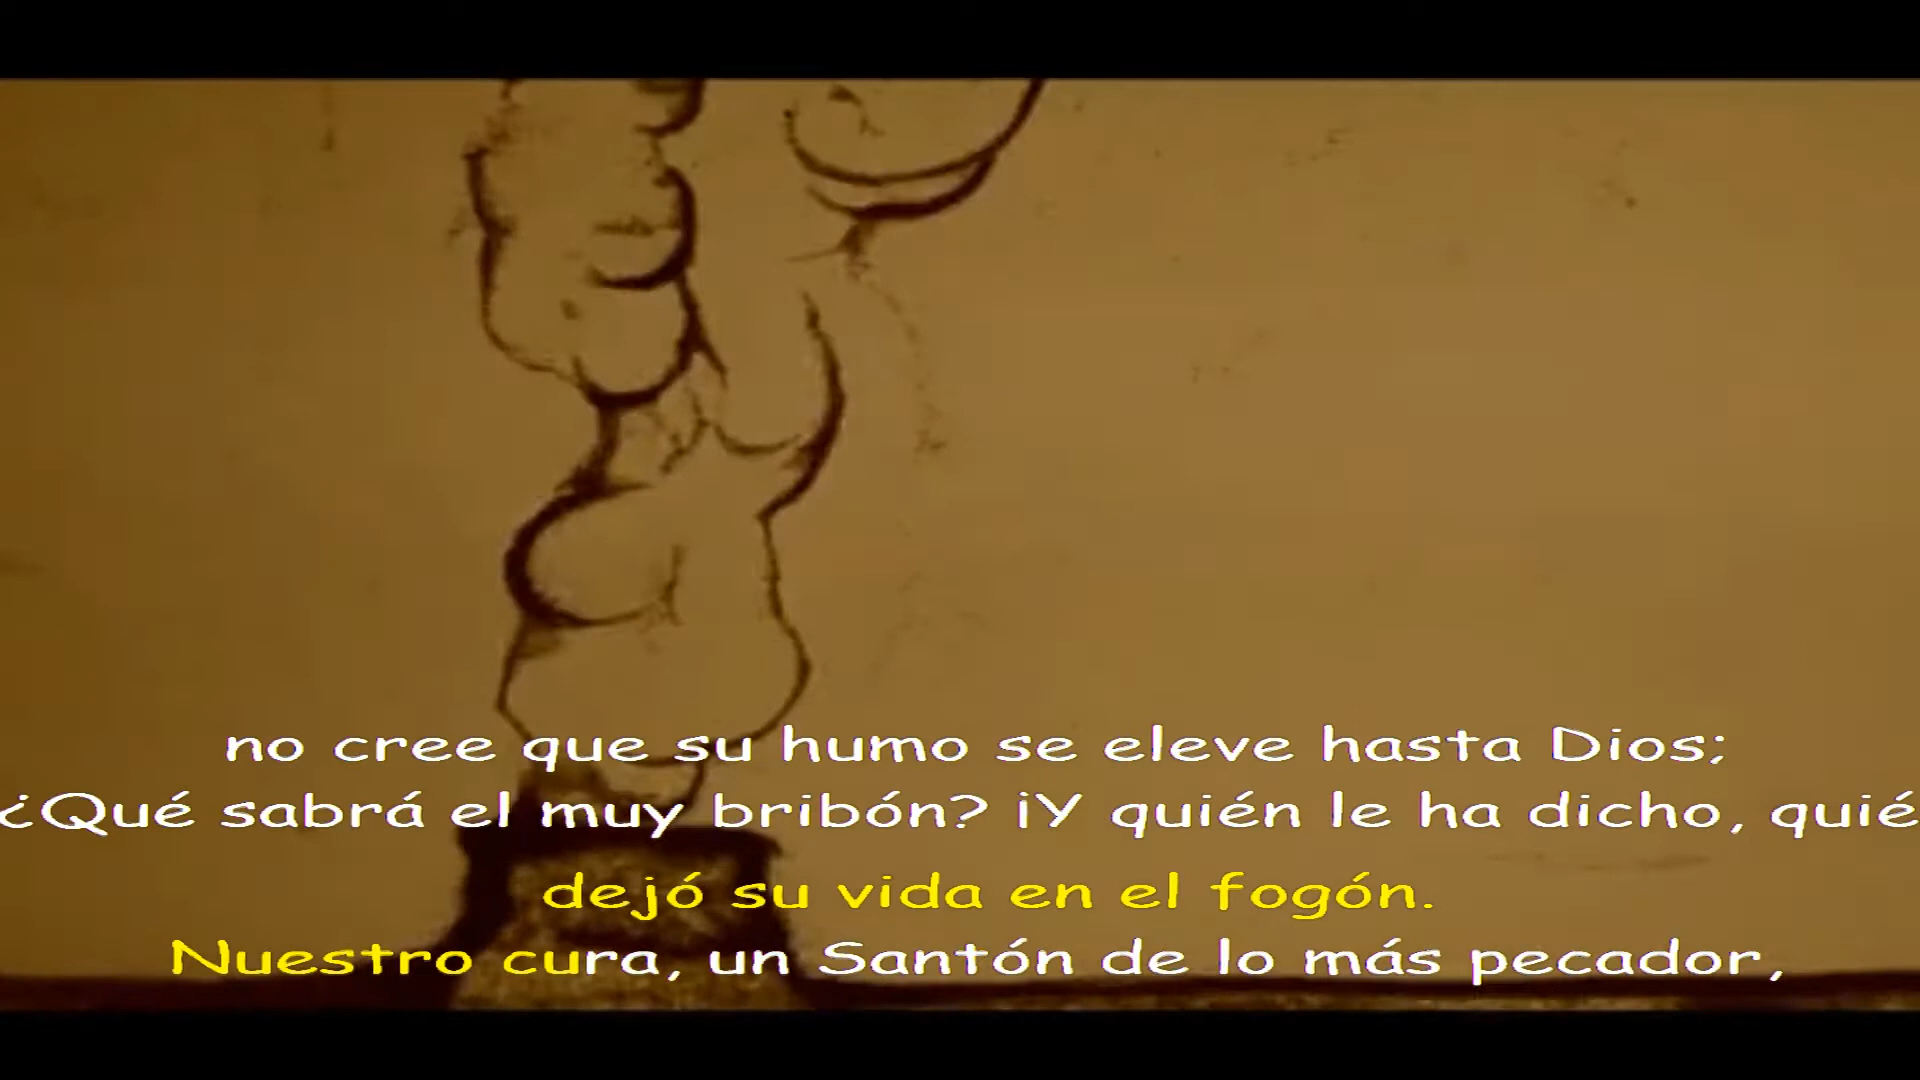 no cree que su humo se eleve hasta Dios;
¿Qué sabrá el muy bribón? ¡Y quién le ha dicho, quié
dejó su vida en el fogón.
Nuestro cura, un Santón de lo más pecador,